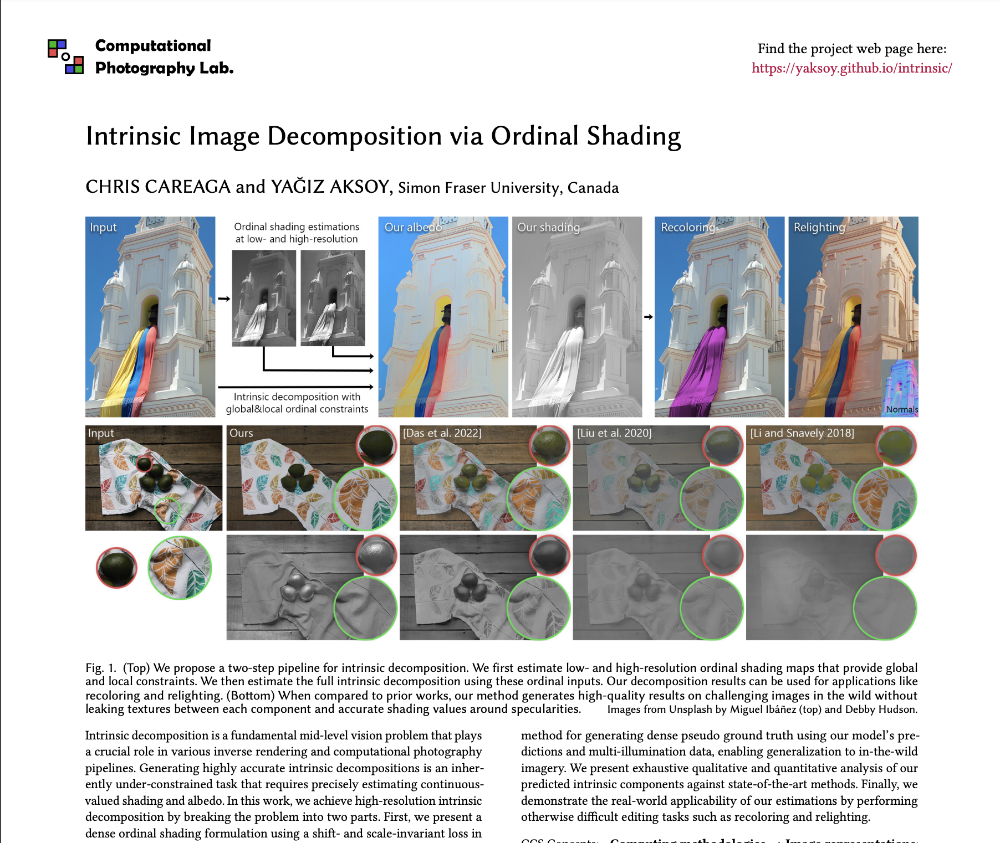 Computational
Photography Lab.
Find the project web page here:
https://yaksoy.github.io/intrinsic/
Intrinsic Image Decomposition via Ordinal Shading
CHRIS CAREAGA and YAĞIZ AKSOY, Simon Fraser University, Canada
Input
Ordinal shading estimations
at low- and high-resolution
Our albedo
Our shading
Recoloring
Relighting
Intrinsic decomposition with
global&local ordinal constraints
Normals
Input
Ours
[Das et al. 2022]
[Liu et al. 2020]
[Li and Snavely 2018]
Fig. 1. (Top) We propose a two-step pipeline for intrinsic decomposition. We first estimate low- and high-resolution ordinal shading maps that provide global
and local constraints. We then estimate the full intrinsic decomposition using these ordinal inputs. Our decomposition results can be used for applications like
recoloring and relighting. (Bottom) When compared to prior works, our method generates high-quality results on challenging images in the wild without
leaking textures between each component and accurate shading values around specularities. Images from Unsplash by Miguel Ibáñez (top) and Debby Hudson.
Intrinsic decomposition is a fundamental mid-level vision problem that plays
a crucial role in various inverse rendering and computational photography
pipelines. Generating highly accurate intrinsic decompositions is an inher-
ently under-constrained task that requires precisely estimating continuous-
valued shading and albedo. In this work, we achieve high-resolution intrinsic
decomposition by breaking the problem into two parts. First, we present a
dense ordinal shading formulation using a shift- and scale-invariant loss in
method for generating dense pseudo ground truth using our model's pre-
dictions and multi-illumination data, enabling generalization to in-the-wild
imagery. We present exhaustive qualitative and quantitative analysis of our
predicted intrinsic components against state-of-the-art methods. Finally, we
demonstrate the real-world applicability of our estimations by performing
otherwise difficult editing tasks such as recoloring and relighting.
CCS Concepts: • Computing methodologies → Image representations;